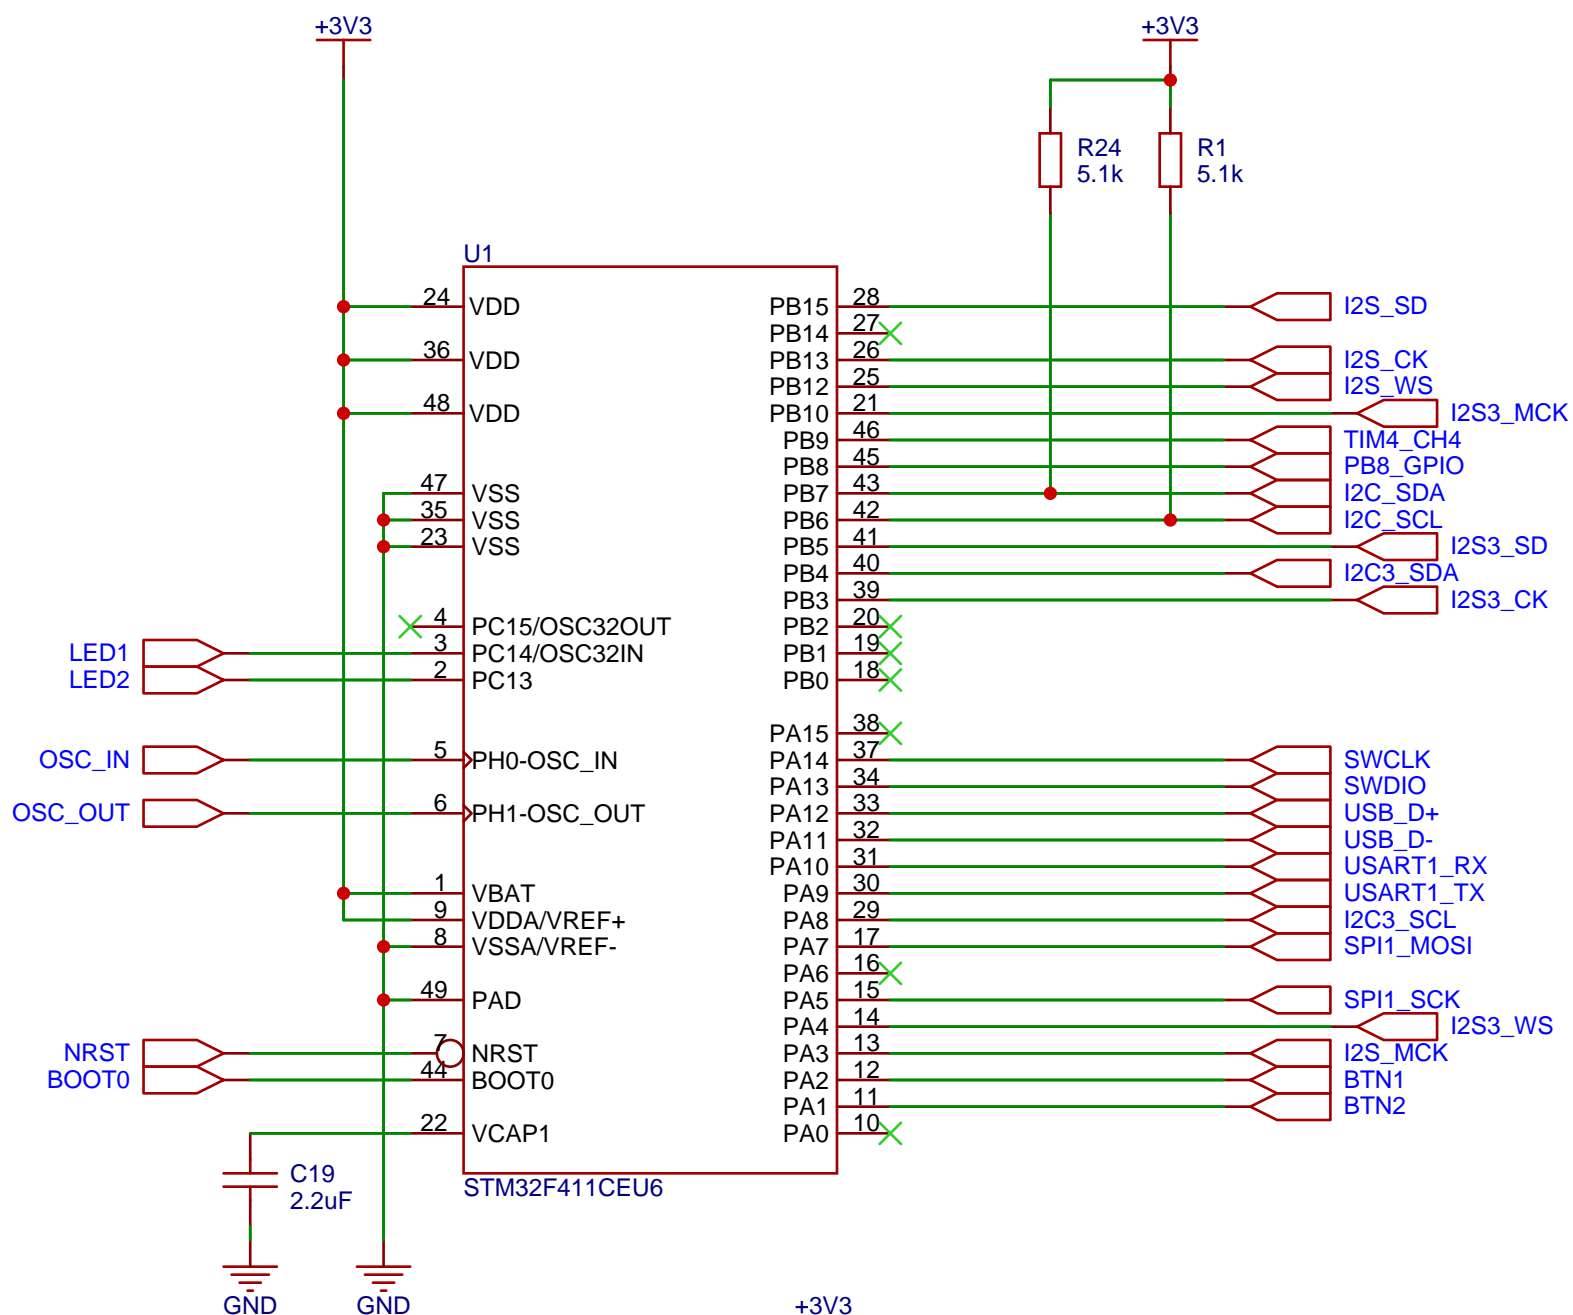 +3V3
+3V3
R24
5.1k
R1
5.1k
U1
24 VDD
36 VDD
48 VDD
47 VSS
35 VSS
23 VSS
4 PC15/OSC32OUT
LED1 3 PC14/OSC32IN
LED2 2 PC13
OSC_IN 5 PH0-OSC_IN
OSC_OUT 6 PH1-OSC_OUT
1 VBAT
9 VDDA/VREF+
8 VSSA/VREF-
49 PAD
NRST 7 NRST
BOOT0 44 BOOT0
22 VCAP1
PB15 28 I2S_SD
PB14 27
PB13 26 I2S_CK
PB12 25 I2S_WS
PB10 21 I2S3_MCK
PB9 46 TIM4_CH4
PB8 45 PB8_GPIO
PB7 43 I2C_SDA
PB6 42 I2C_SCL
PB5 41 I2S3_SD
PB4 40 I2C3_SDA
PB3 39 I2S3_CK
PB2 20
PB1 19
PB0 18
PA15 38
PA14 37 SWCLK
PA13 34 SWDIO
PA12 33 USB_D+
PA11 32 USB_D-
PA10 31 USART1_RX
PA9 30 USART1_TX
PA8 29 I2C3_SCL
PA7 17 SPI1_MOSI
PA6 16
PA5 15 SPI1_SCK
PA4 14 I2S3_WS
PA3 13 I2S_MCK
PA2 12 BTN1
PA1 11 BTN2
PA0 10
C19
2.2uF
STM32F411CEU6
GND
GND
+3V3